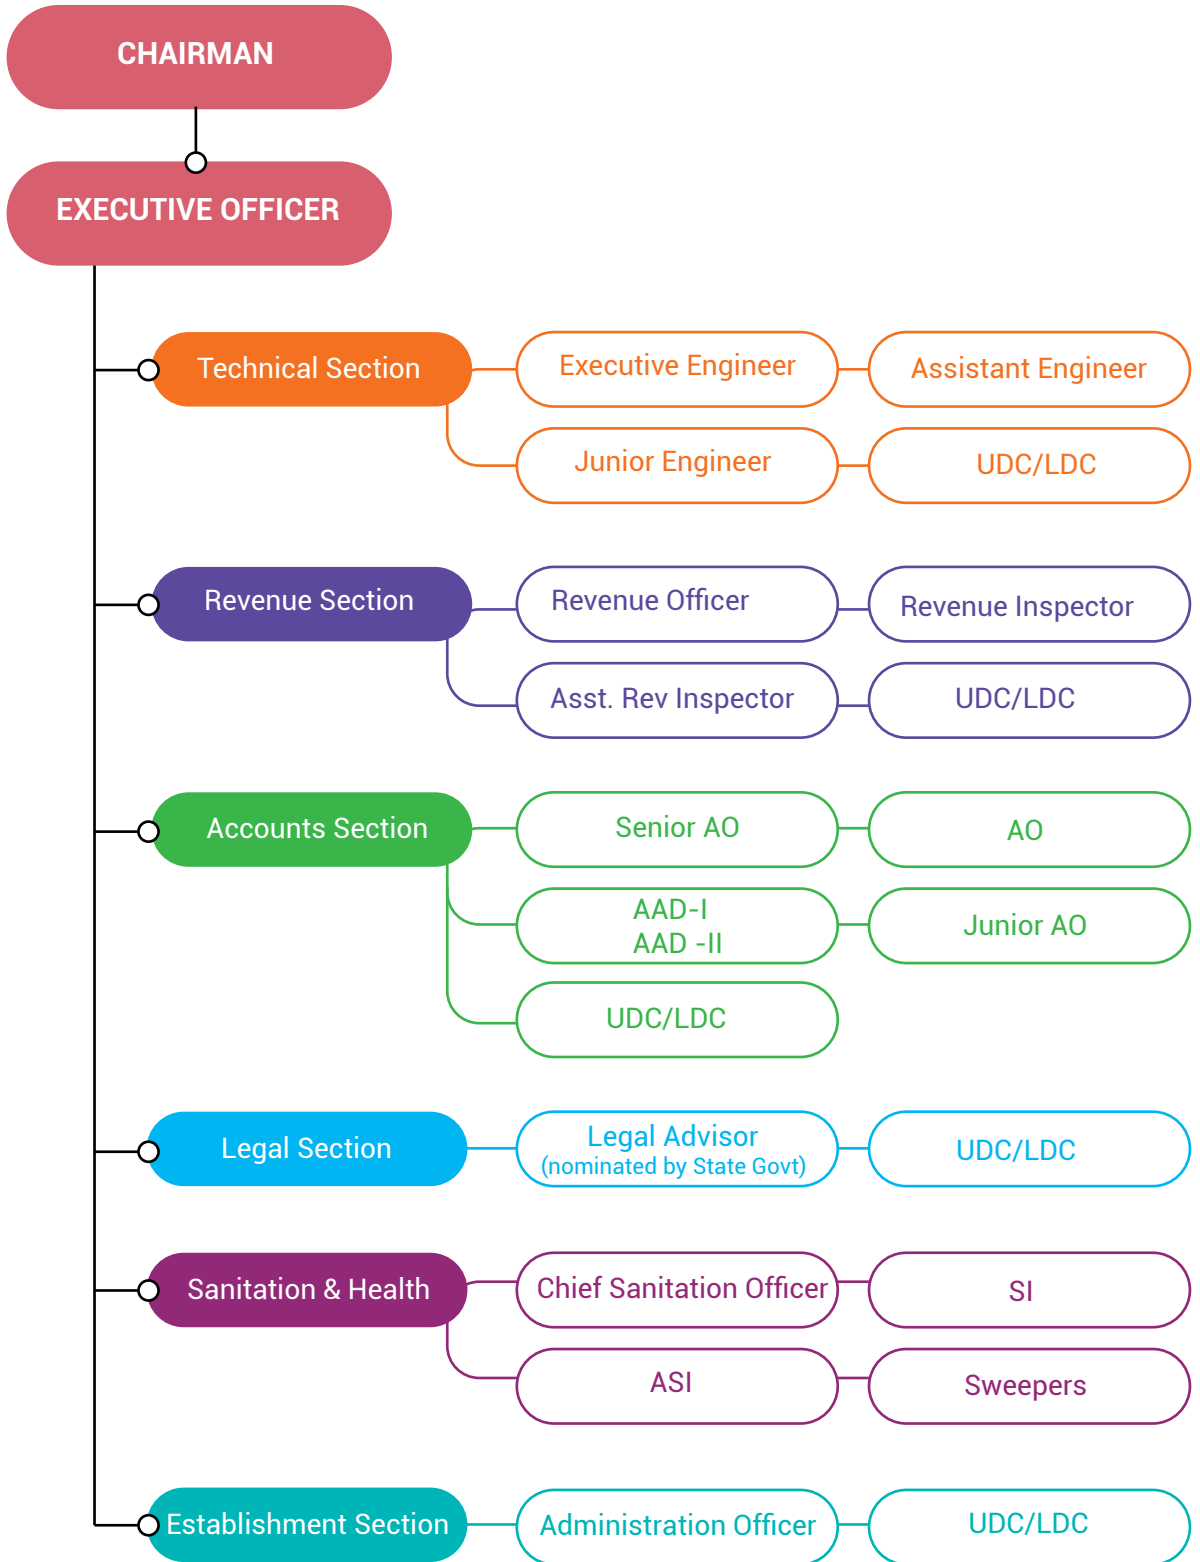 CHAIRMAN
EXECUTIVE OFFICER
Technical Section
Executive Engineer
Assistant Engineer
Junior Engineer
UDC/LDC
Revenue Section
Revenue Officer
Revenue Inspector
Asst. Rev Inspector
UDC/LDC
Accounts Section
Senior AO
AO
AAD-I
AAD -II
Junior AO
UDC/LDC
Legal Section
Legal Advisor
(nominated by State Govt)
UDC/LDC
Sanitation & Health
Chief Sanitation Officer
SI
ASI
Sweepers
Establishment Section
Administration Officer
UDC/LDC